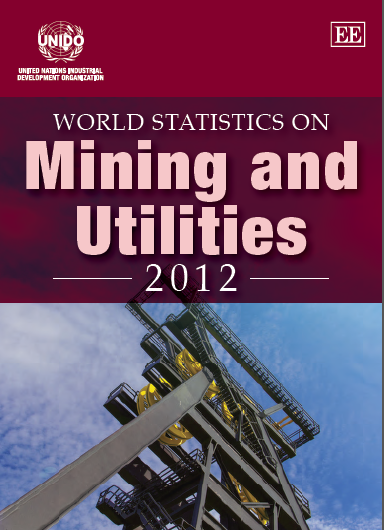 UNIDO
EE
UNITED NATIONS INDUSTRIAL
DEVELOPMENT ORGANIZATION
WORLD STATISTICS ON
Mining and
Utilities
2012